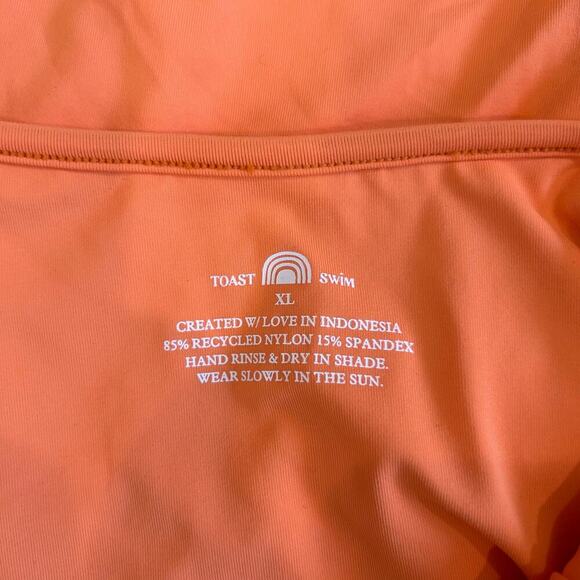 TOAST SWiM
XL
CREATED W/ LOVE IN INDONESIA
85% RECYCLED NYLON 15% SPANDEX
HAND RINSE & DRY IN SHADE.
WEAR SLOWLY IN THE SUN.